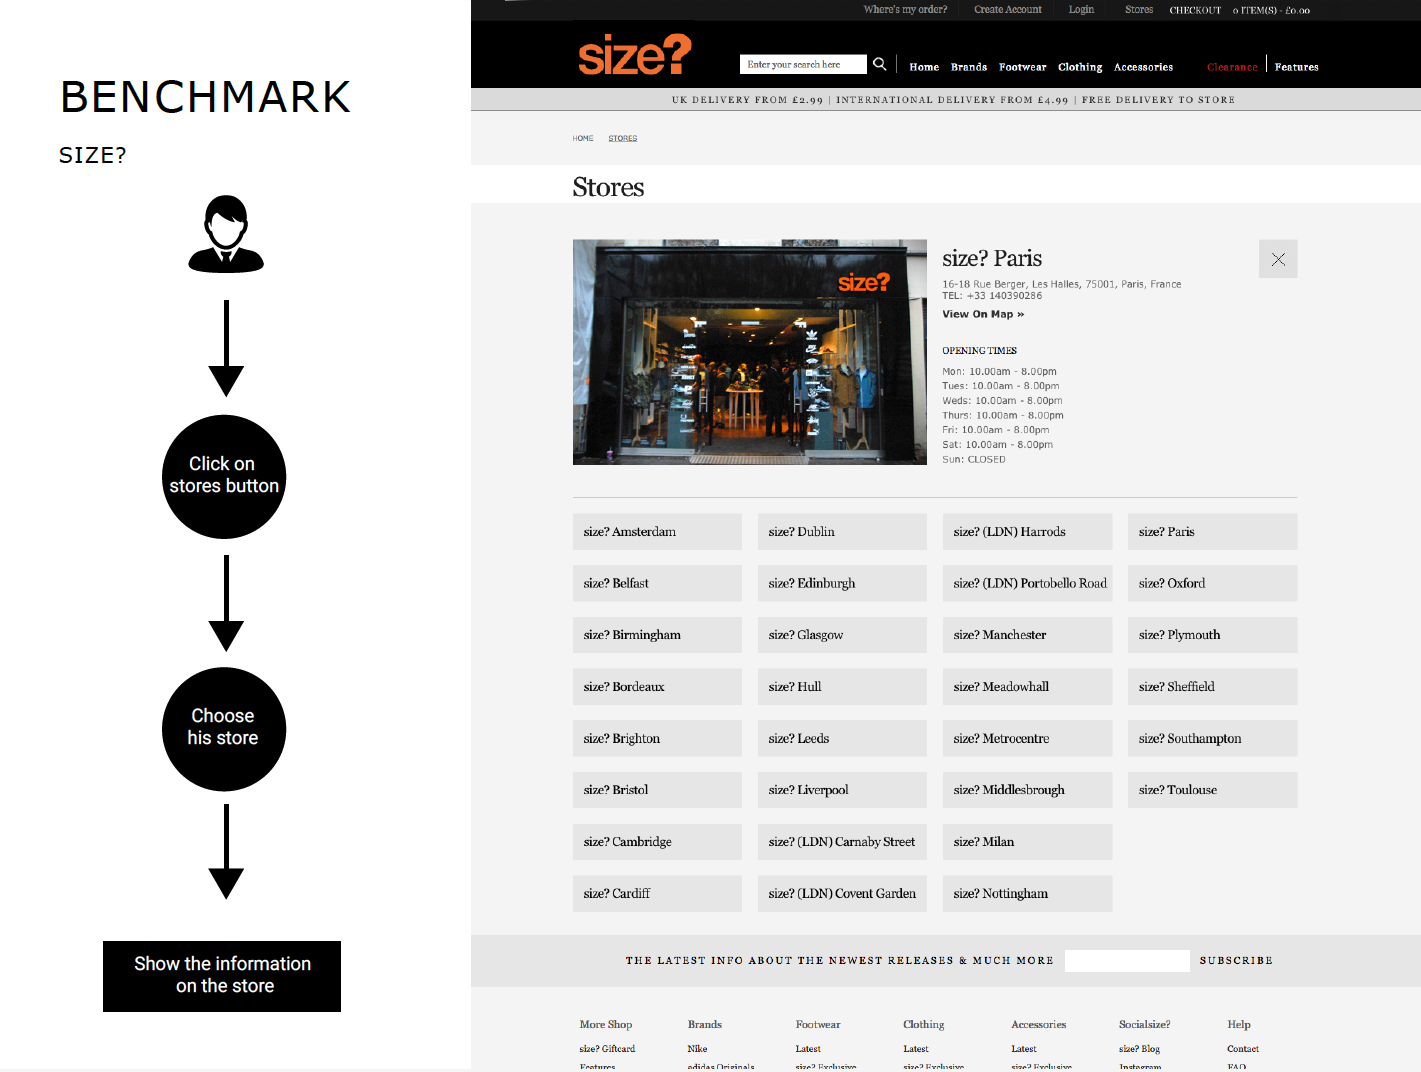 BENCHMARK
SIZE?
Click on
stores button
Choose
his store
Show the information
on the store
Where's my order? Create Account Login Stores CHECKOUT 0 ITEM(S) - £0.00
size?
Enter your search here
Home Brands Footwear Clothing Accessories Clearance Features
UK DELIVERY FROM £2.99 | INTERNATIONAL DELIVERY FROM £4.99 | FREE DELIVERY TO STORE
HOME STORES
Stores
size?
size? Paris
16-18 Rue Berger, Les Halles, 75001, Paris, France
TEL: +33 140390286
View On Map »
OPENING TIMES
Mon: 10.00am - 8.00pm
Tues: 10.00am - 8.00pm
Weds: 10.00am - 8.00pm
Thurs: 10.00am - 8.00pm
Fri: 10.00am - 8.00pm
Sat: 10.00am - 8.00pm
Sun: CLOSED
size? Amsterdam size? Dublin size? (LDN) Harrods size? Paris
size? Belfast size? Edinburgh size? (LDN) Portobello Road size? Oxford
size? Birmingham size? Glasgow size? Manchester size? Plymouth
size? Bordeaux size? Hull size? Meadowhall size? Sheffield
size? Brighton size? Leeds size? Metrocentre size? Southampton
size? Bristol size? Liverpool size? Middlesbrough size? Toulouse
size? Cambridge size? (LDN) Carnaby Street size? Milan
size? Cardiff size? (LDN) Covent Garden size? Nottingham
THE LATEST INFO ABOUT THE NEWEST RELEASES & MUCH MORE SUBSCRIBE
More Shop Brands Footwear Clothing Accessories Socialsize? Help
size? Giftcard Nike Latest Latest Latest size? Blog Contact
Features adidas Originals size? Exclusive size? Exclusive size? Exclusive Instagram FAQ